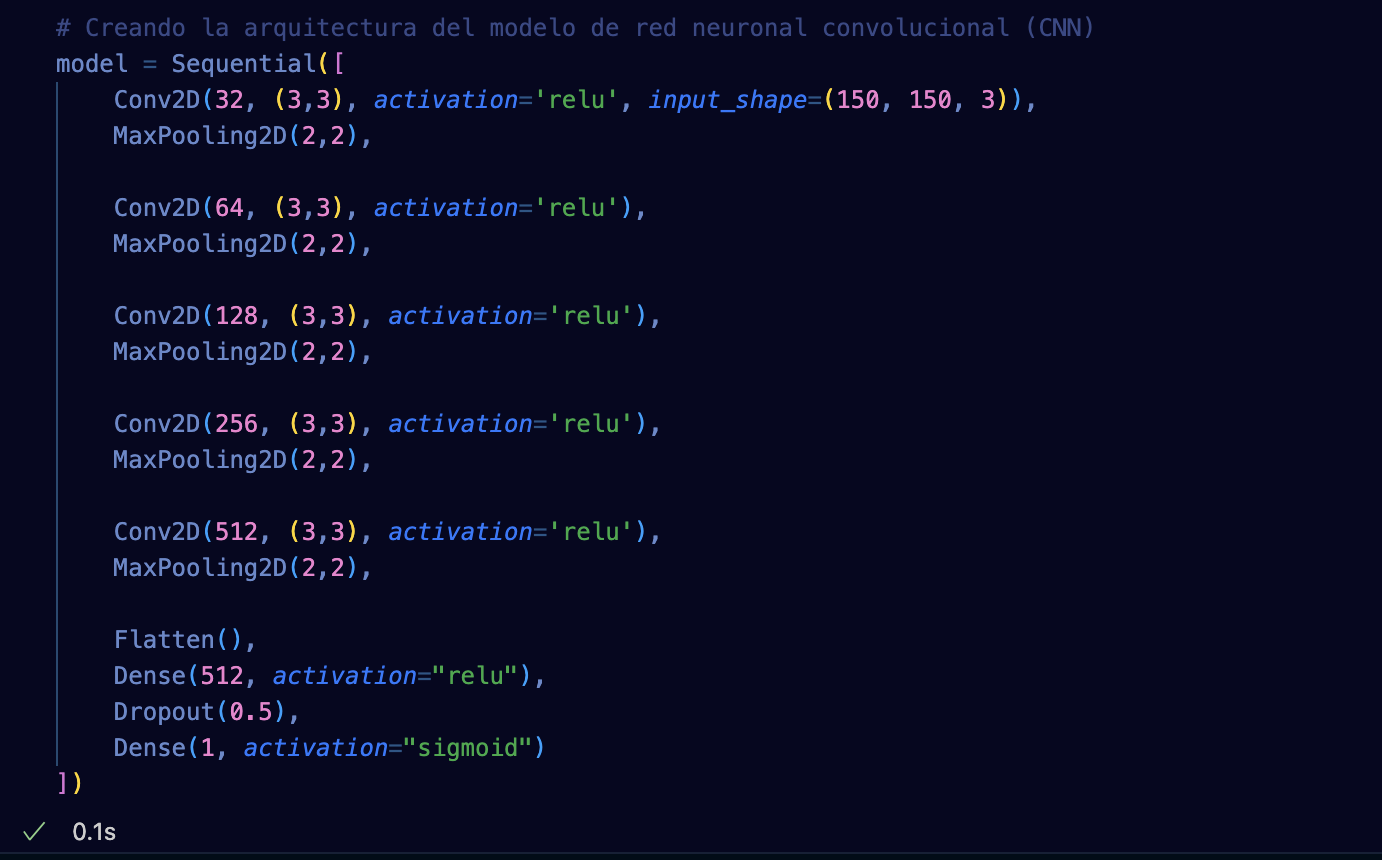 # Creando la arquitectura del modelo de red neuronal convolucional (CNN)
model = Sequential([
    Conv2D(32, (3,3), activation='relu', input_shape=(150, 150, 3)),
    MaxPooling2D(2,2),

    Conv2D(64, (3,3), activation='relu'),
    MaxPooling2D(2,2),

    Conv2D(128, (3,3), activation='relu'),
    MaxPooling2D(2,2),

    Conv2D(256, (3,3), activation='relu'),
    MaxPooling2D(2,2),

    Conv2D(512, (3,3), activation='relu'),
    MaxPooling2D(2,2),

    Flatten(),
    Dense(512, activation="relu"),
    Dropout(0.5),
    Dense(1, activation="sigmoid")
])
✓ 0.1s